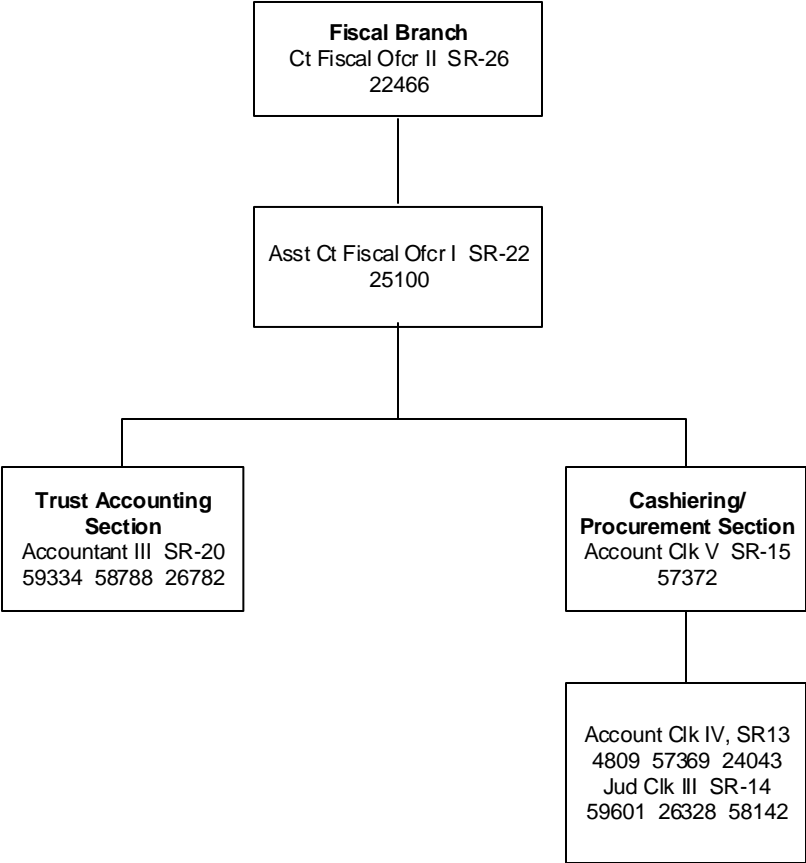 Fiscal Branch
Ct Fiscal Ofcr II SR-26
22466
Asst Ct Fiscal Ofcr I SR-22
25100
Trust Accounting
Section
Accountant III SR-20
59334 58788 26782
Cashiering/
Procurement Section
Account Clk V SR-15
57372
Account Clk IV, SR13
4809 57369 24043
Jud Clk III SR-14
59601 26328 58142